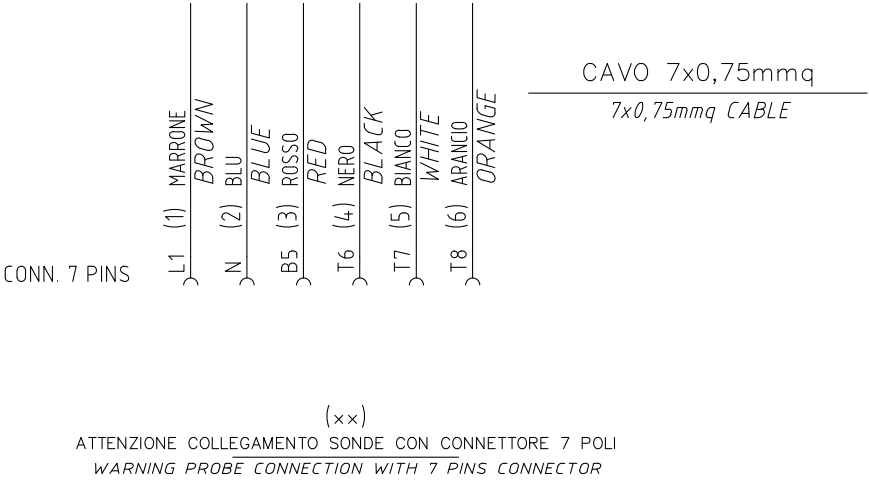 CAVO 7x0,75mmq
7x0,75mmq CABLE
L1 (1) MARRONE
BROWN
N (2) BLU
BLUE
B5 (3) ROSSO
RED
T6 (4) NERO
BLACK
T7 (5) BIANCO
WHITE
T8 (6) ARANCIO
ORANGE
CONN. 7 PINS
(xx)
ATTENZIONE COLLEGAMENTO SONDE CON CONNETTORE 7 POLI
WARNING PROBE CONNECTION WITH 7 PINS CONNECTOR